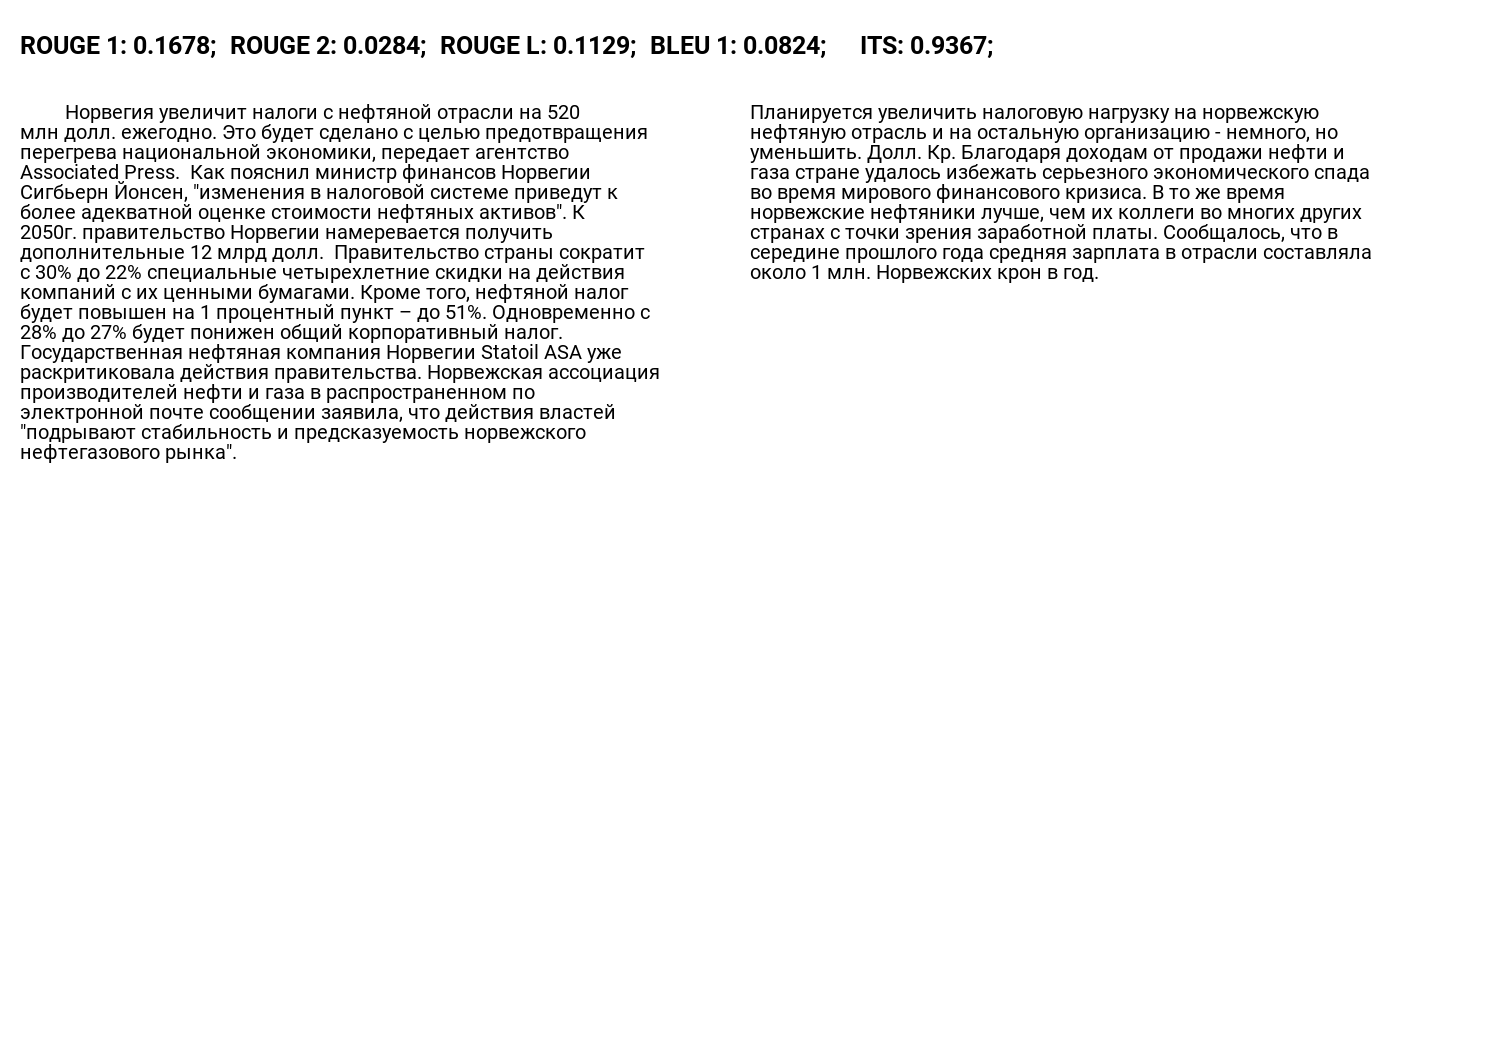 ROUGE 1: 0.1678;  ROUGE 2: 0.0284;  ROUGE L: 0.1129;  BLEU 1: 0.0824;  ITS: 0.9367;
Норвегия увеличит налоги с нефтяной отрасли на 520
млн долл. ежегодно. Это будет сделано с целью предотвращения
перегрева национальной экономики, передает агентство
Associated Press.  Как пояснил министр финансов Норвегии
Сигбьерн Йонсен, "изменения в налоговой системе приведут к
более адекватной оценке стоимости нефтяных активов". К
2050г. правительство Норвегии намеревается получить
дополнительные 12 млрд долл.  Правительство страны сократит
с 30% до 22% специальные четырехлетние скидки на действия
компаний с их ценными бумагами. Кроме того, нефтяной налог
будет повышен на 1 процентный пункт – до 51%. Одновременно с
28% до 27% будет понижен общий корпоративный налог.
Государственная нефтяная компания Норвегии Statoil ASA уже
раскритиковала действия правительства. Норвежская ассоциация
производителей нефти и газа в распространенном по
электронной почте сообщении заявила, что действия властей
"подрывают стабильность и предсказуемость норвежского
нефтегазового рынка".
Планируется увеличить налоговую нагрузку на норвежскую
нефтяную отрасль и на остальную организацию - немного, но
уменьшить. Долл. Кр. Благодаря доходам от продажи нефти и
газа стране удалось избежать серьезного экономического спада
во время мирового финансового кризиса. В то же время
норвежские нефтяники лучше, чем их коллеги во многих других
странах с точки зрения заработной платы. Сообщалось, что в
середине прошлого года средняя зарплата в отрасли составляла
около 1 млн. Норвежских крон в год.